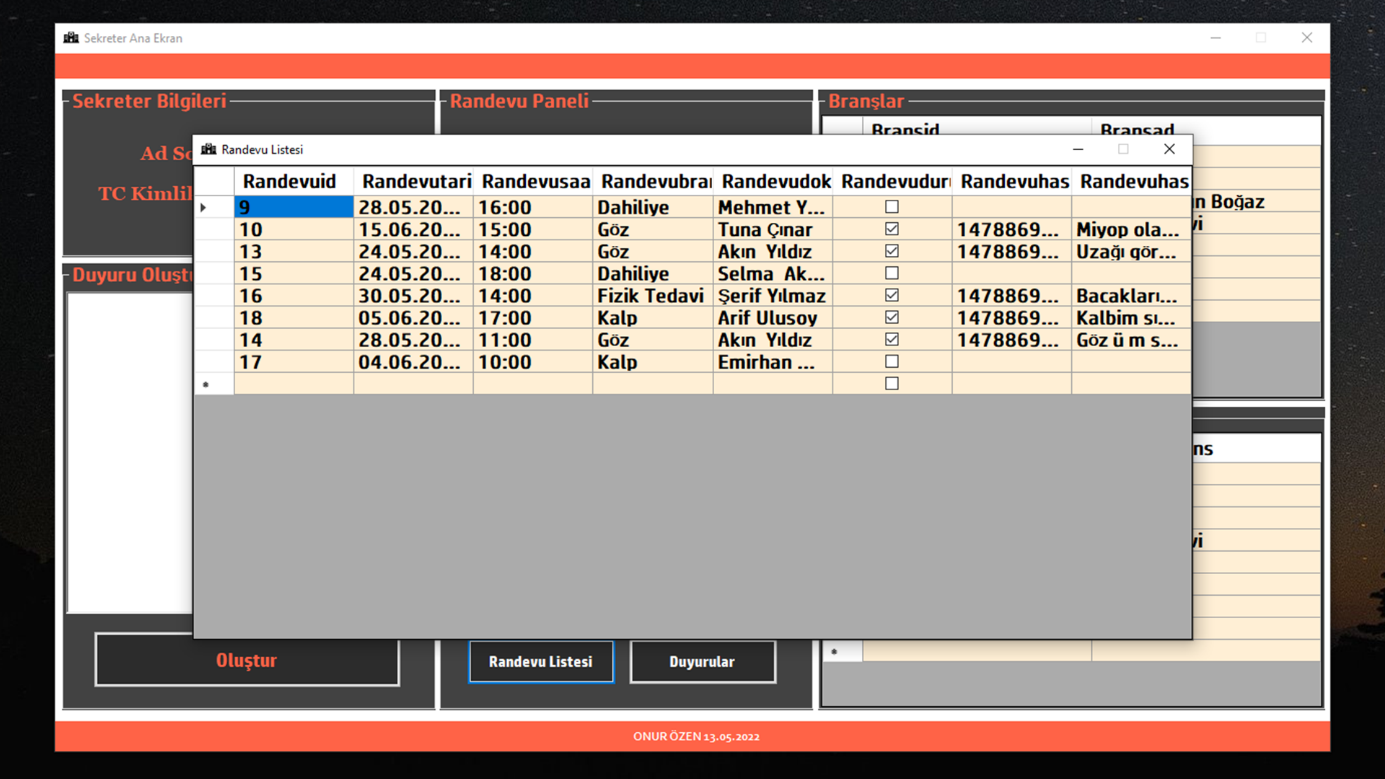 Sekreter Ana Ekran
Sekreter Bilgileri
Randevu Paneli
Branşlar
Bransid Bransad
Ad So
TC Kimlil
Randevu Listesi
Randevuid Randevutari Randevusaa Randevubra Randevudok Randevudur Randevuhas Randevuhas
9 28.05.20... 16:00 Dahiliye Mehmet Y...
10 15.06.20... 15:00 Göz Tuna Çınar 1478869... Miyop ola...
13 24.05.20... 14:00 Göz Akın Yıldız 1478869... Uzağı gör...
15 24.05.20... 18:00 Dahiliye Selma Ak...
16 30.05.20... 14:00 Fizik Tedavi Şerif Yılmaz 1478869... Bacakları...
18 05.06.20... 17:00 Kalp Arif Ulusoy 1478869... Kalbim sı...
14 28.05.20... 11:00 Göz Akın Yıldız 1478869... Göz ü m s...
17 04.06.20... 10:00 Kalp Emirhan ...
n Boğaz
vi
Duyuru Oluştu
ns
vi
Oluştur
Randevu Listesi
Duyurular
ONUR ÖZEN 13.05.2022